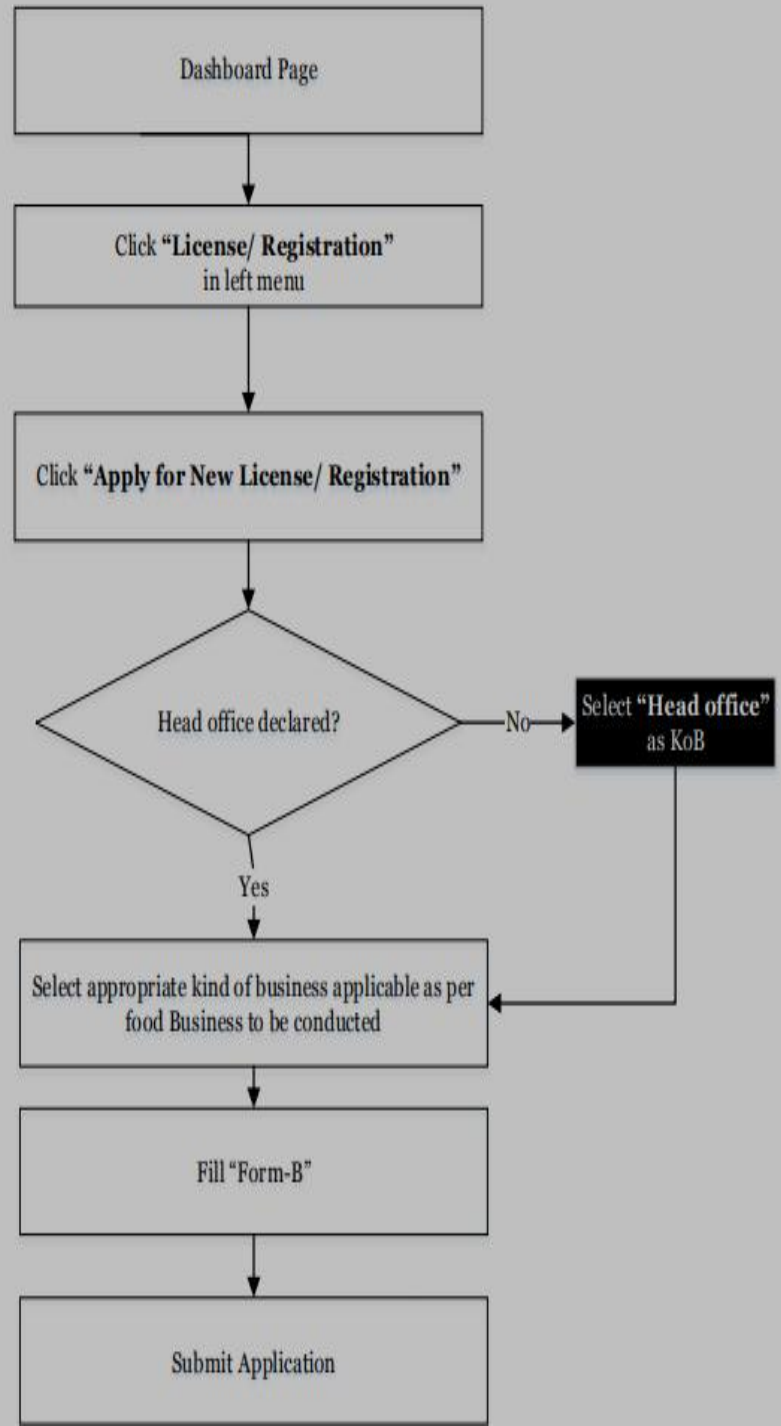 Dashboard Page
Click “License/ Registration”
in left menu
Click “Apply for New License/ Registration”
Head office declared?
No
Select “Head office”
as KoB
Yes
Select appropriate kind of business applicable as per
food Business to be conducted
Fill “Form-B”
Submit Application